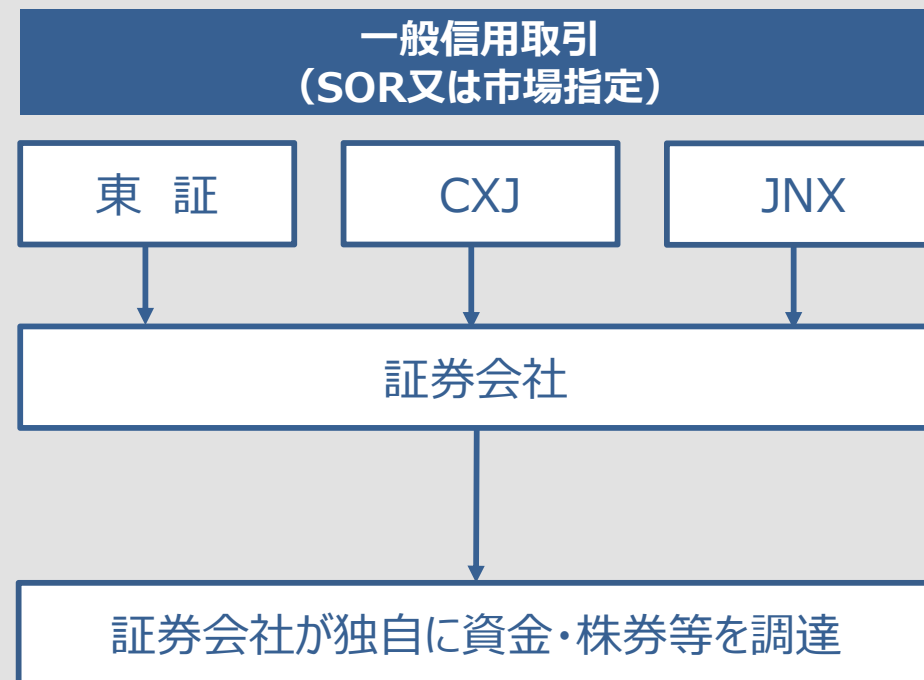 一般信用取引
（SOR又は市場指定）
東　証
CXJ
JNX
証券会社
証券会社が独自に資金・株券等を調達